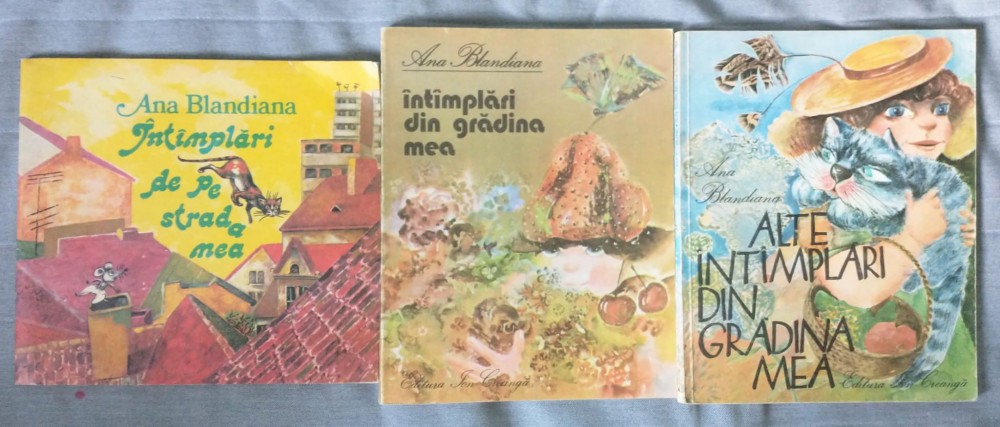 Ana Blandiana
Întîmplări
de pe
strada
mea
Ana Blandiana
întîmplări
din grădina
mea
Editura Ion Creangă
Ana
Blandiana
ALTE
INTÎMPLĂRI
DIN
GRĂDINA
MEA
Editura Ion Creangă